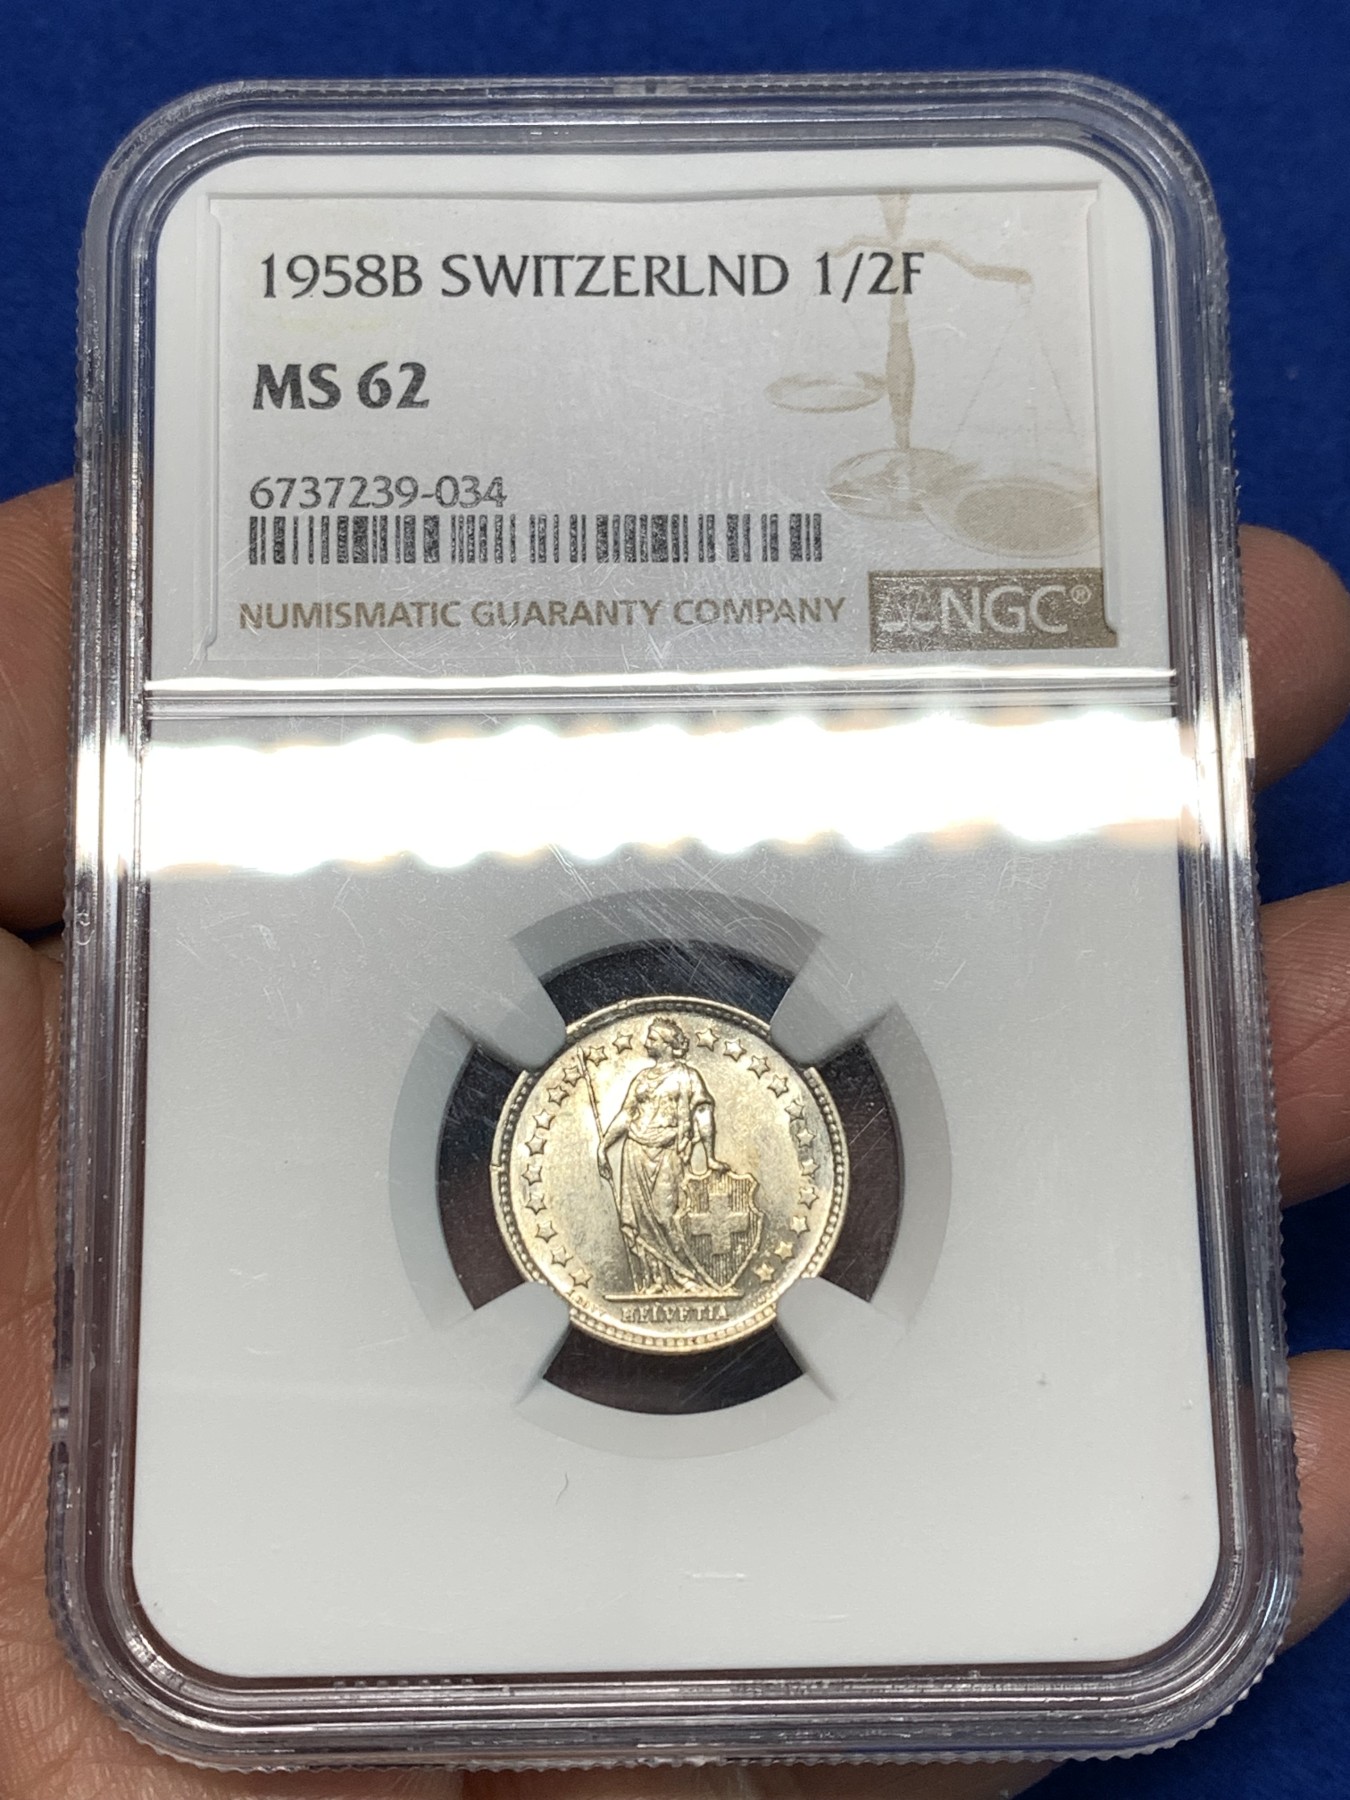 1958B SWITZERLND 1/2F
MS 62
6737239-034
NUMISMATIC GUARANTY COMPANY
NGC®
HELVETIA